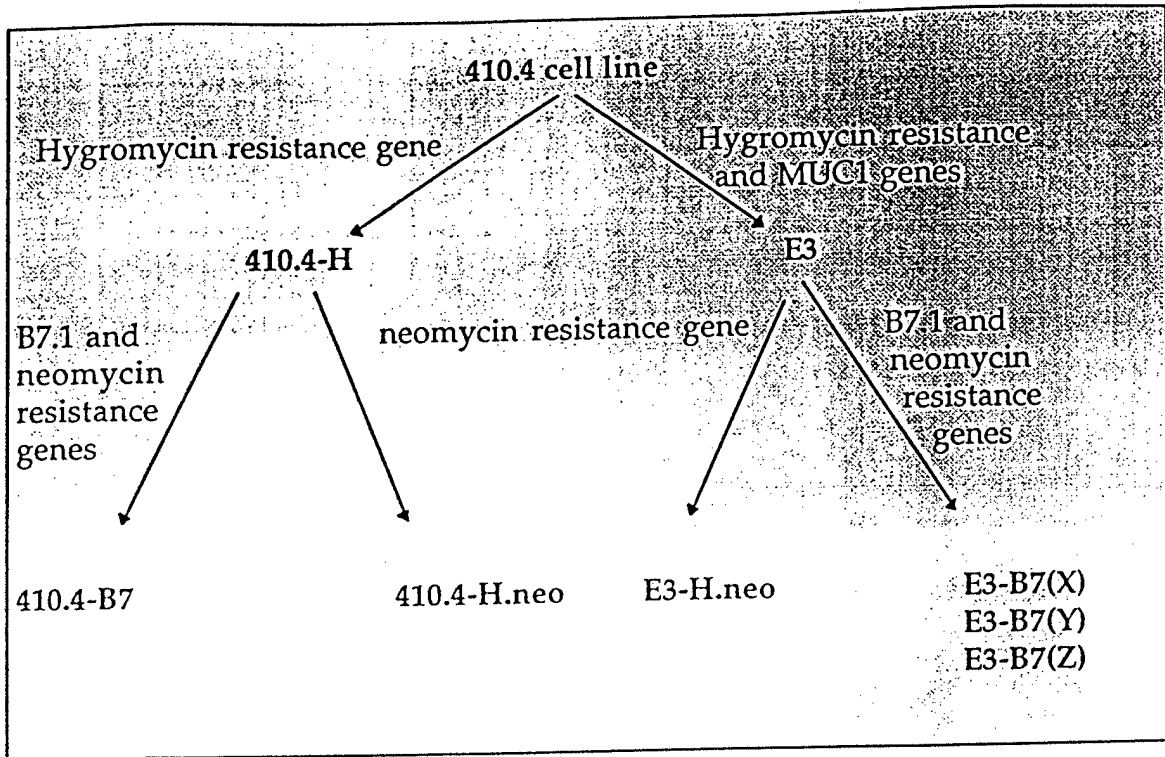 410.4 cell line
Hygromycin resistance gene
Hygromycin resistance
and MUC1 genes
410.4-H
E3
B7.1 and
neomycin
resistance
genes
neomycin resistance gene
B7.1 and
neomycin
resistance
genes
410.4-B7
410.4-H.neo
E3-H.neo
E3-B7(X)
E3-B7(Y)
E3-B7(Z)